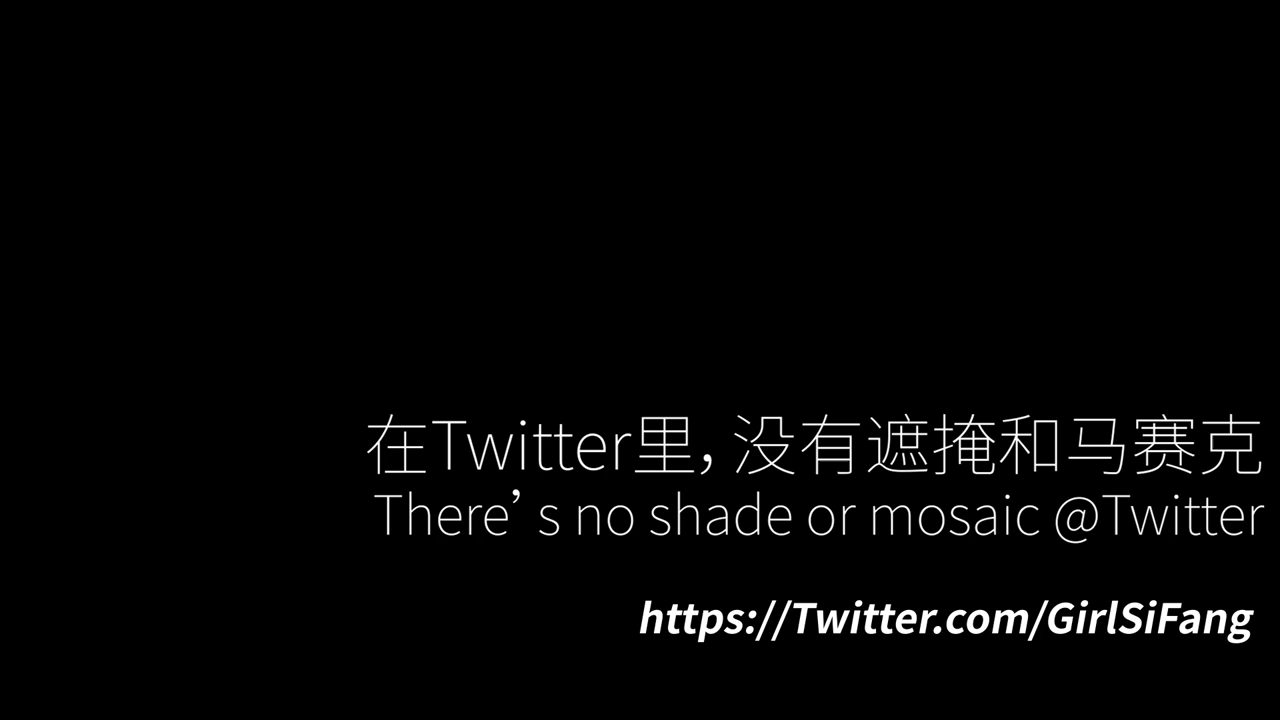 在Twitter里，没有遮掩和马赛克
There’s no shade or mosaic @Twitter
https://Twitter.com/GirlSiFang